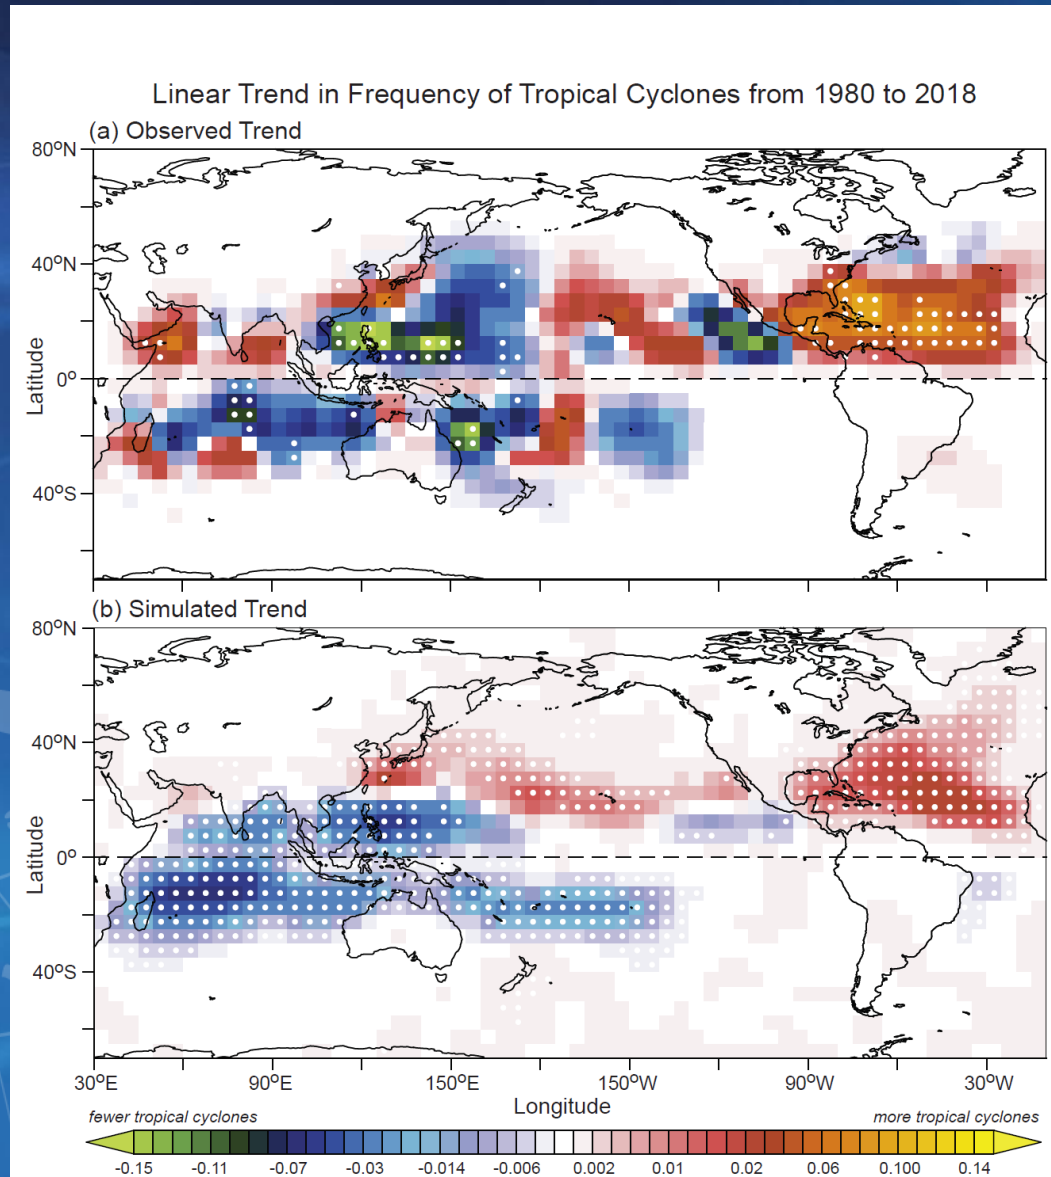 Linear Trend in Frequency of Tropical Cyclones from 1980 to 2018
(a) Observed Trend
80°N
40°N
0°
40°S
Latitude
(b) Simulated Trend
80°N
40°N
0°
40°S
Latitude
30°E 90°E 150°E 150°W 90°W 30°W
Longitude
fewer tropical cyclones more tropical cyclones
-0.15 -0.11 -0.07 -0.03 -0.014 -0.006 0.002 0.01 0.02 0.06 0.100 0.14